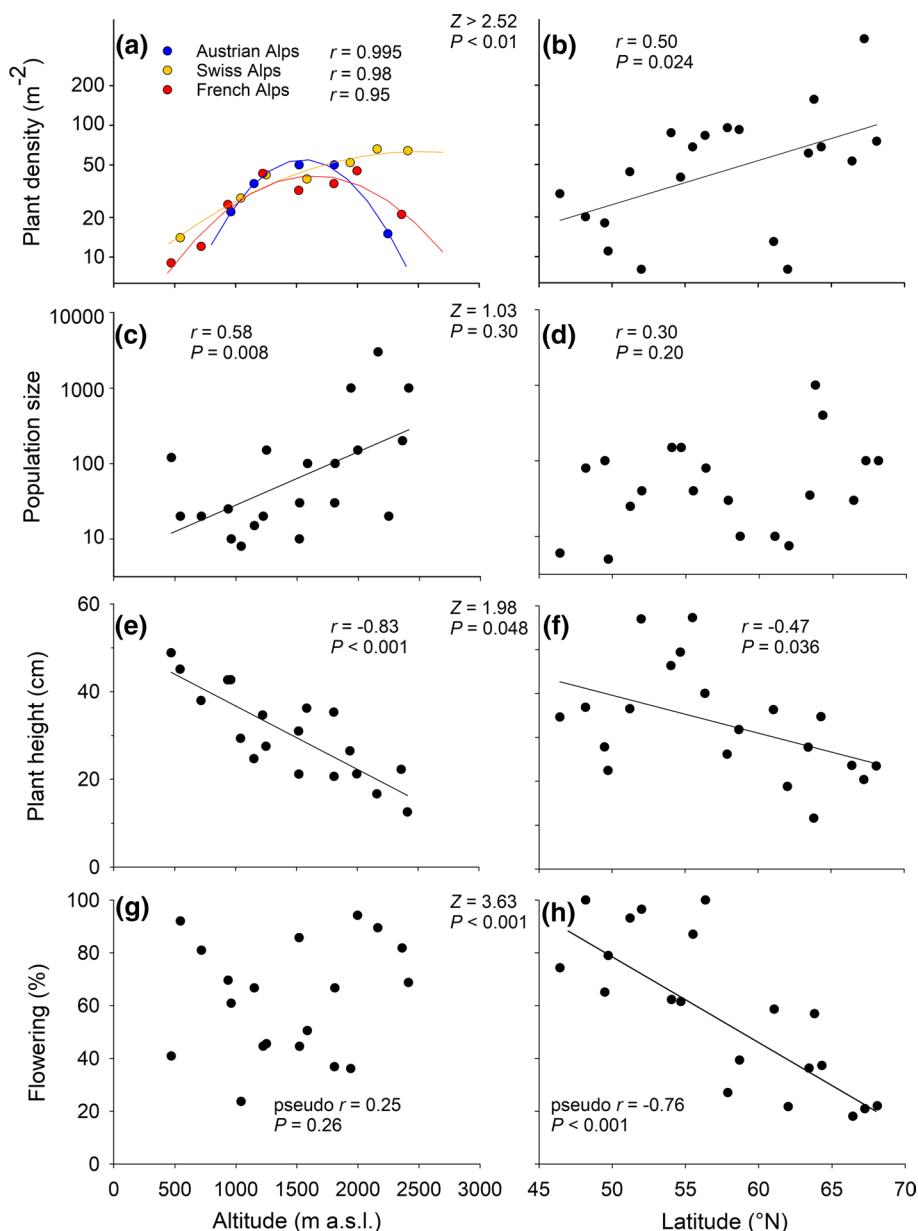 (a)
Austrian Alps
Swiss Alps
French Alps
r = 0.995
r = 0.98
r = 0.95
Z > 2.52
P < 0.01
(b)
r = 0.50
P = 0.024
Plant density (m-2)
200
100
50
20
10
(c)
r = 0.58
P = 0.008
Z = 1.03
P = 0.30
(d)
r = 0.30
P = 0.20
Population size
10000
1000
100
10
(e)
r = -0.83
P < 0.001
Z = 1.98
P = 0.048
(f)
r = -0.47
P = 0.036
Plant height (cm)
60
40
20
0
(g)
Z = 3.63
P < 0.001
(h)
Flowering (%)
100
80
60
40
20
0
pseudo r = 0.25
P = 0.26
pseudo r = -0.76
P < 0.001
0 500 1000 1500 2000 2500 3000
45 50 55 60 65 70
Altitude (m a.s.l.)
Latitude (°N)